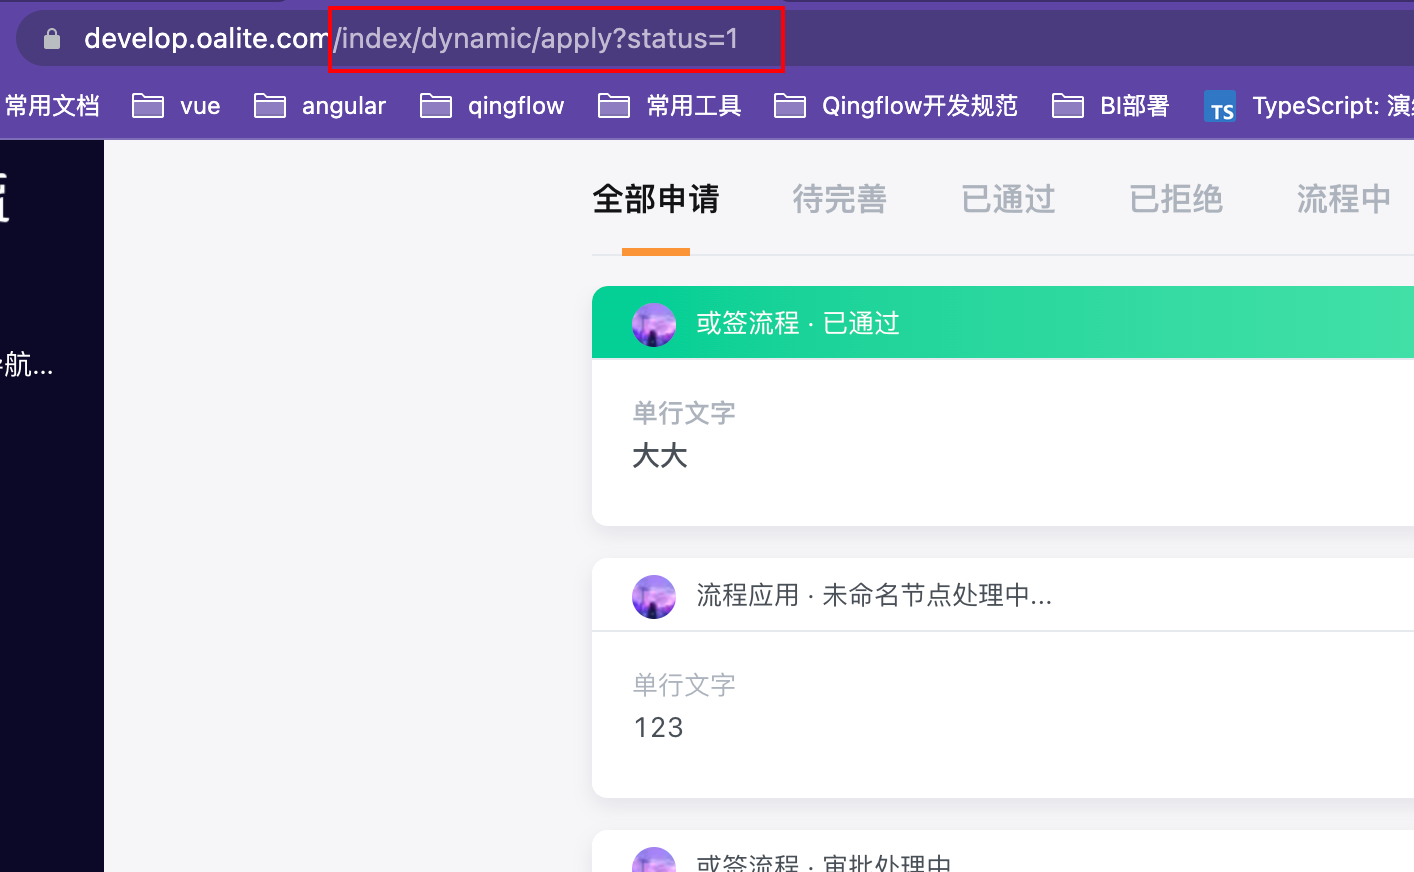 develop.oalite.com/index/dynamic/apply?status=1
常用文档 vue angular qingflow 常用工具 Qingflow开发规范 BI部署 TS TypeScript: 演
全部申请 待完善 已通过 已拒绝 流程中
或签流程 · 已通过
航...
单行文字
大大
流程应用 · 未命名节点处理中...
单行文字
123
或签流程 · 审批处理中